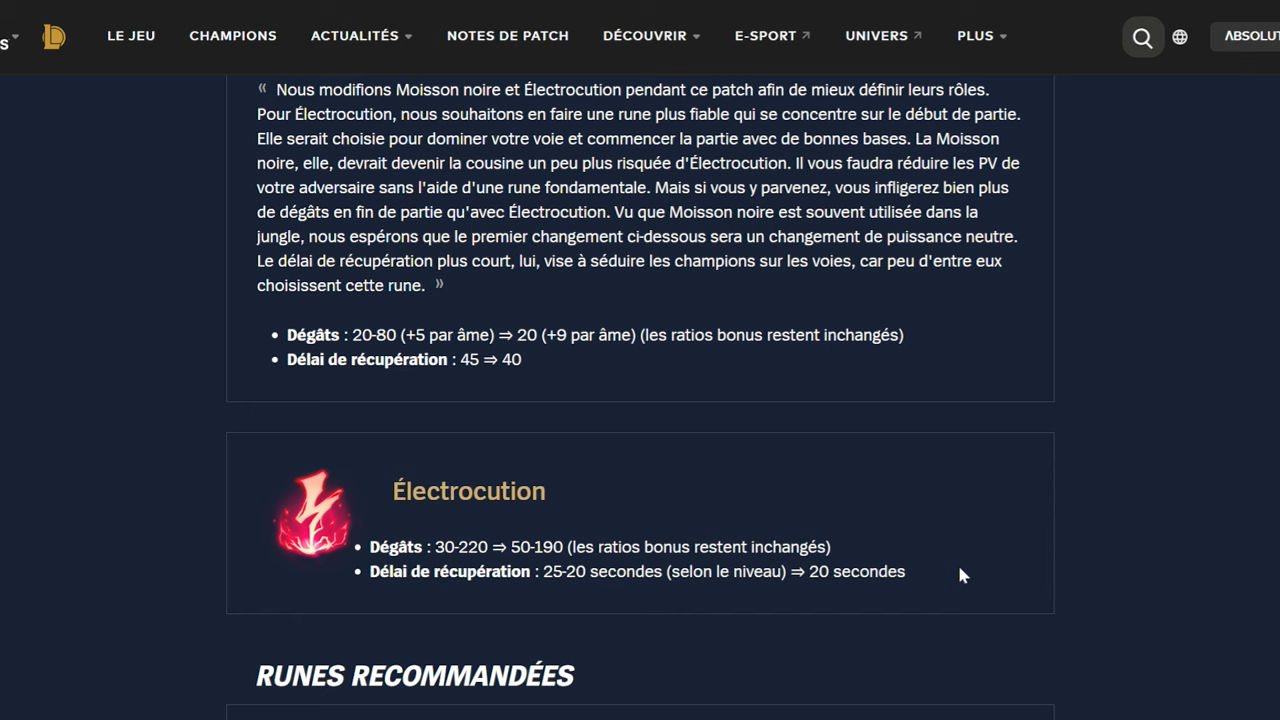 S
LE JEU
CHAMPIONS
ACTUALITÉS
NOTES DE PATCH
DÉCOUVRIR
E-SPORT
UNIVERS
PLUS
ABSOLUT
« Nous modifions Moisson noire et Électrocution pendant ce patch afin de mieux définir leurs rôles.
Pour Électrocution, nous souhaitons en faire une rune plus fiable qui se concentre sur le début de partie.
Elle serait choisie pour dominer votre voie et commencer la partie avec de bonnes bases. La Moisson
noire, elle, devrait devenir la cousine un peu plus risquée d'Électrocution. Il vous faudra réduire les PV de
votre adversaire sans l'aide d'une rune fondamentale. Mais si vous y parvenez, vous infligerez bien plus
de dégâts en fin de partie qu'avec Électrocution. Vu que Moisson noire est souvent utilisée dans la
jungle, nous espérons que le premier changement ci-dessous sera un changement de puissance neutre.
Le délai de récupération plus court, lui, vise à séduire les champions sur les voies, car peu d'entre eux
choisissent cette rune. »
• Dégâts : 20-80 (+5 par âme) ⇒ 20 (+9 par âme) (les ratios bonus restent inchangés)
• Délai de récupération : 45 ⇒ 40
Électrocution
• Dégâts : 30-220 ⇒ 50-190 (les ratios bonus restent inchangés)
• Délai de récupération : 25-20 secondes (selon le niveau) ⇒ 20 secondes
RUNES RECOMMANDÉES